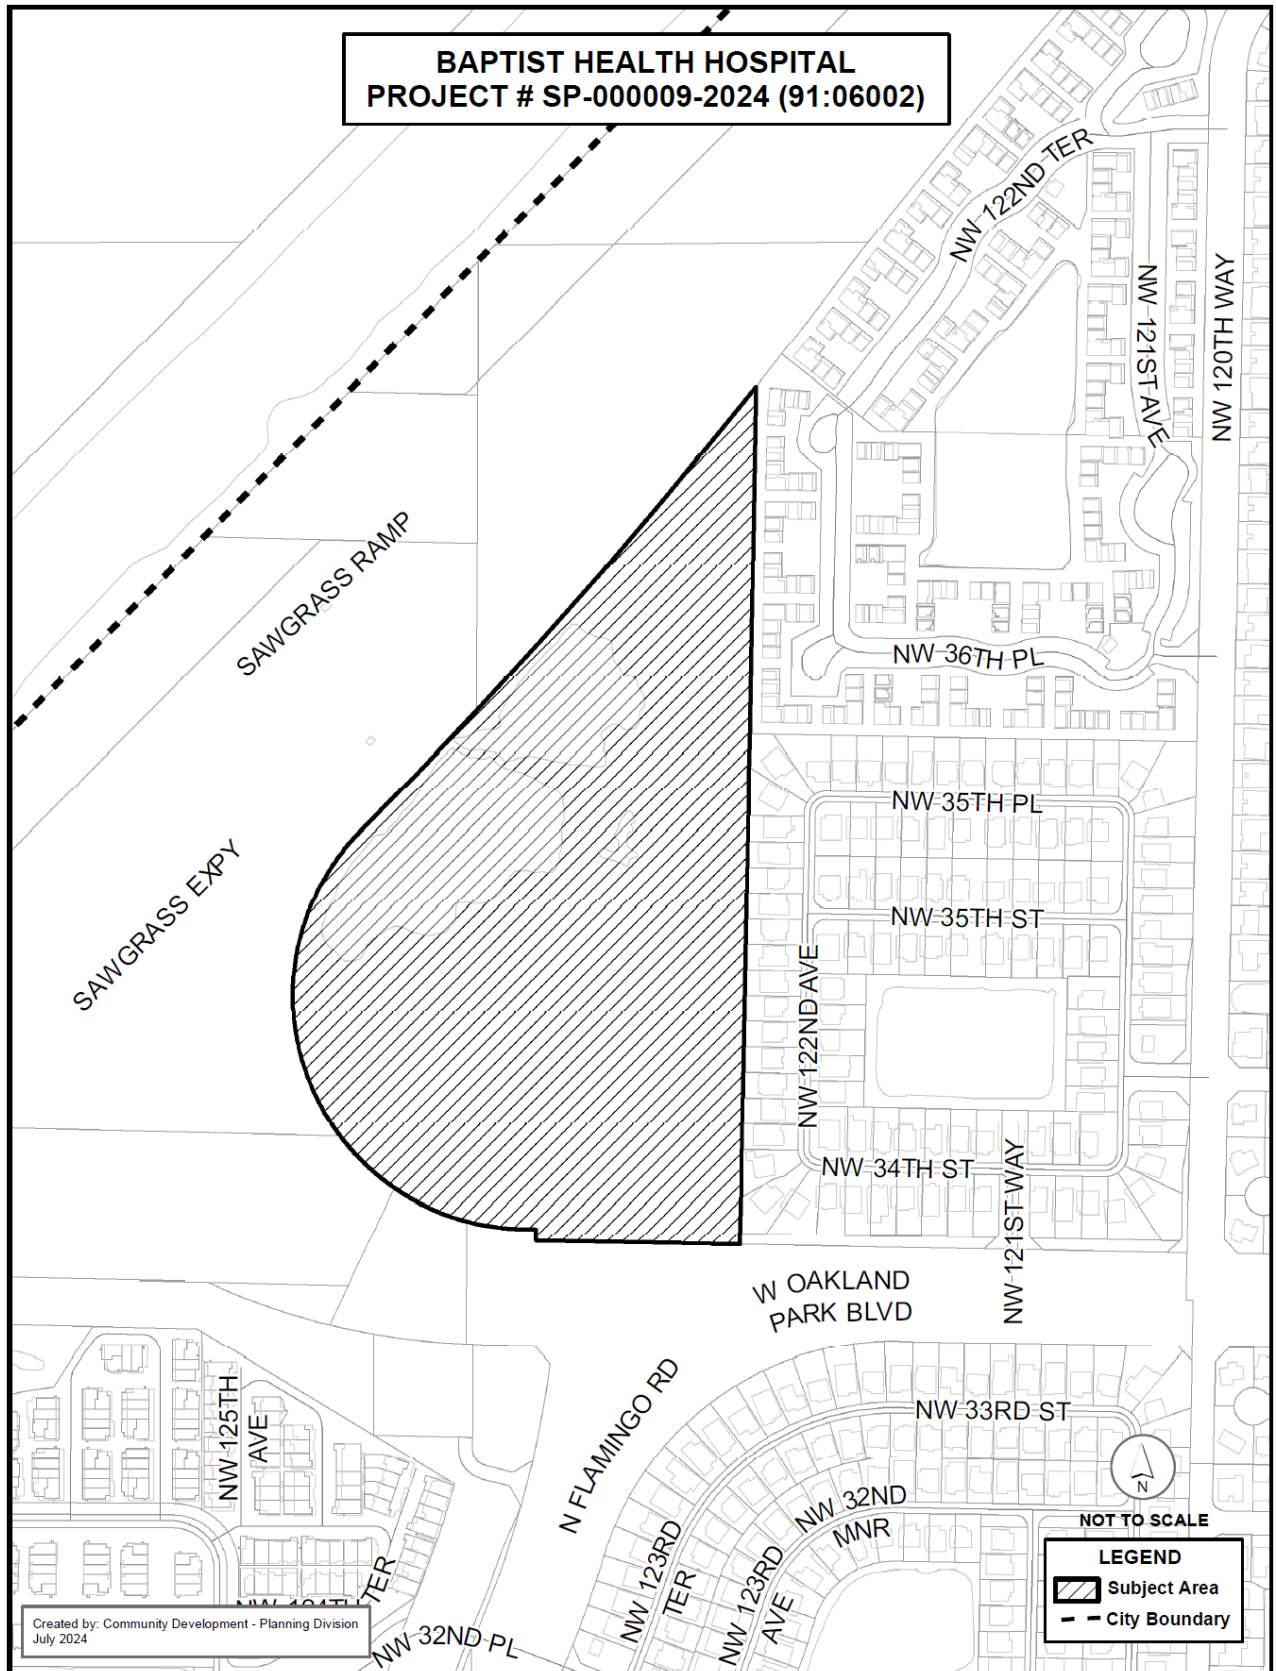 BAPTIST HEALTH HOSPITAL
PROJECT # SP-000009-2024 (91:06002)
NW 122ND TER
NW 121ST AVE
NW 120TH WAY
SAWGRASS RAMP
NW 36TH PL
NW 35TH PL
SAWGRASS EXPY
NW 35TH ST
NW 122ND AVE
NW 34TH ST
NW 121ST WAY
W OAKLAND
PARK BLVD
N FLAMINGO RD
NW 125TH
AVE
NW 33RD ST
NW 32ND
MNR
NW 123RD
TER
NW 123RD
AVE
NW 124TH
TER
NW 32ND PL
N
NOT TO SCALE
LEGEND
Subject Area
City Boundary
Created by: Community Development - Planning Division
July 2024